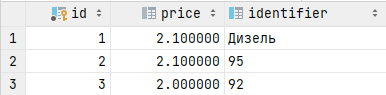 id price identifier
1 1 2.100000 Дизель
2 2 2.100000 95
3 3 2.000000 92